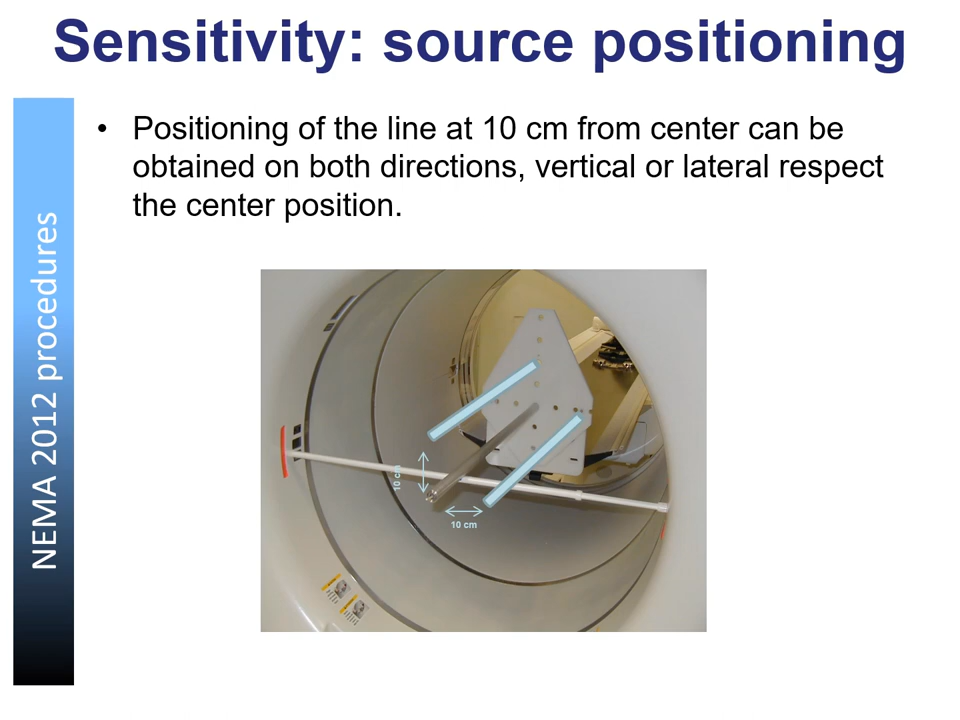 Sensitivity: source positioning
NEMA 2012 procedures
• Positioning of the line at 10 cm from center can be
obtained on both directions, vertical or lateral respect
the center position.
10 cm
10 cm